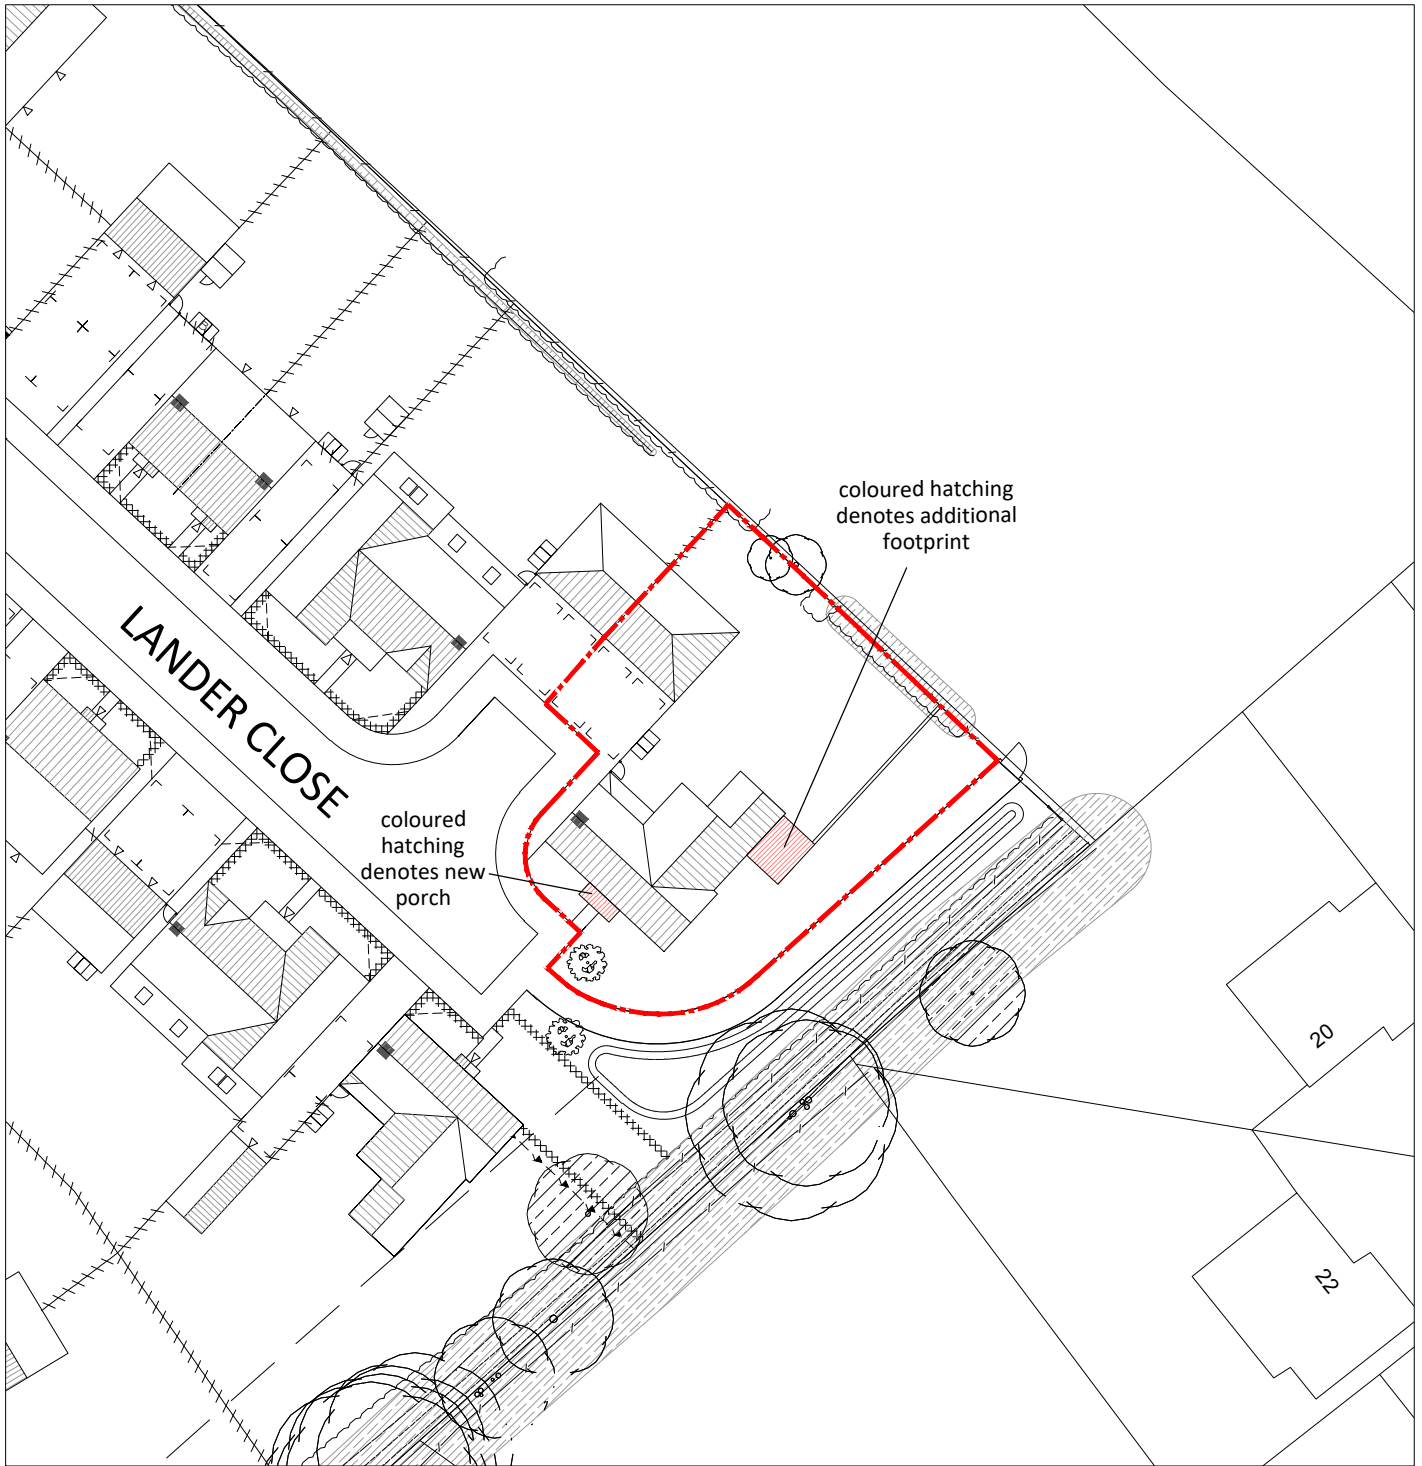 coloured hatching
denotes additional
footprint
LANDER CLOSE
coloured
hatching
denotes new
porch
20
22